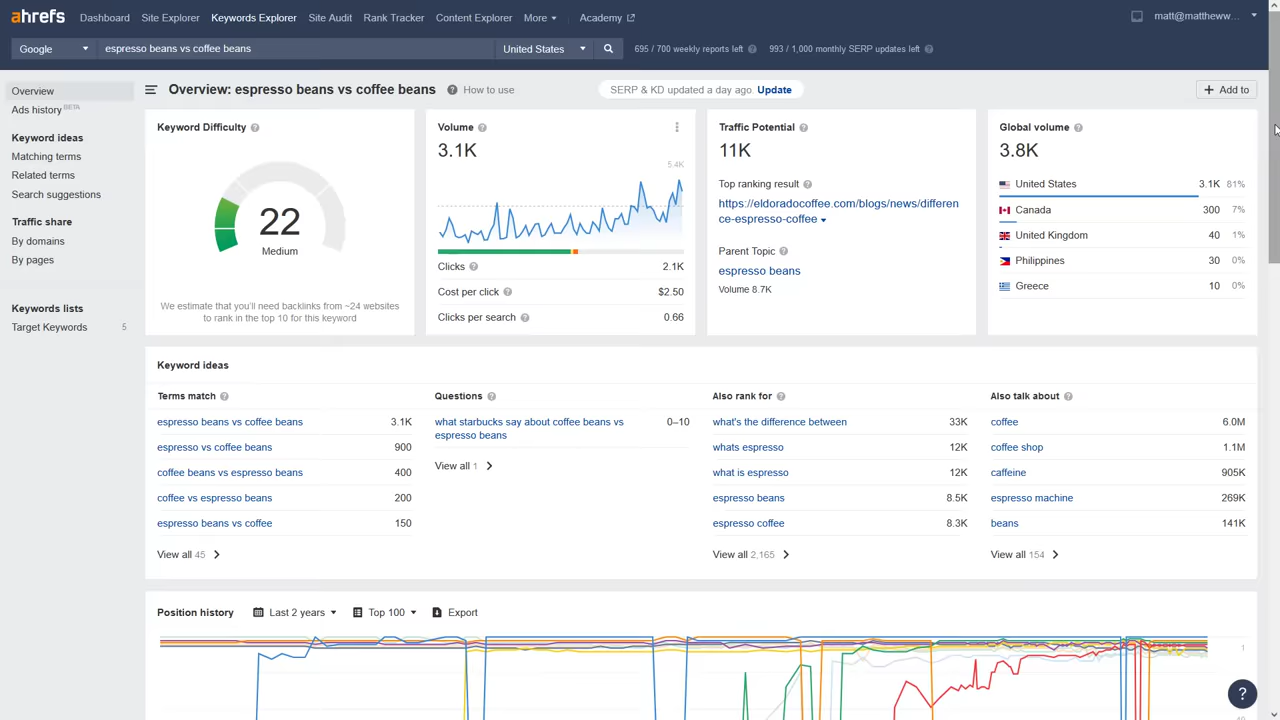 ahrefs Dashboard Site Explorer Keywords Explorer Site Audit Rank Tracker Content Explorer More Academy matt@mattheww...
Google espresso beans vs coffee beans United States 695 / 700 weekly reports left 993 / 1,000 monthly SERP updates left
Overview
Ads history BETA
Keyword ideas
Matching terms
Related terms
Search suggestions
Traffic share
By domains
By pages
Keywords lists
Target Keywords 5
Overview: espresso beans vs coffee beans ? How to use SERP & KD updated a day ago. Update + Add to
Keyword Difficulty ?
22
Medium
We estimate that you'll need backlinks from ~24 websites
to rank in the top 10 for this keyword
Volume ?
3.1K
5.4K
Clicks ? 2.1K
Cost per click ? $2.50
Clicks per search ? 0.66
Traffic Potential ?
11K
Top ranking result ?
https://eldoradocoffee.com/blogs/news/differen
ce-espresso-coffee
Parent Topic ?
espresso beans
Volume 8.7K
Global volume ?
3.8K
United States 3.1K 81%
Canada 300 7%
United Kingdom 40 1%
Philippines 30 0%
Greece 10 0%
Keyword ideas
Terms match ?
espresso beans vs coffee beans 3.1K
espresso vs coffee beans 900
coffee beans vs espresso beans 400
coffee vs espresso beans 200
espresso beans vs coffee 150
View all 45
Questions ?
what starbucks say about coffee beans vs 0–10
espresso beans
View all 1
Also rank for ?
what's the difference between 33K
whats espresso 12K
what is espresso 12K
espresso beans 8.5K
espresso coffee 8.3K
View all 2,165
Also talk about ?
coffee 6.0M
coffee shop 1.1M
caffeine 905K
espresso machine 269K
beans 141K
View all 154
Position history Last 2 years Top 100 Export
1
?